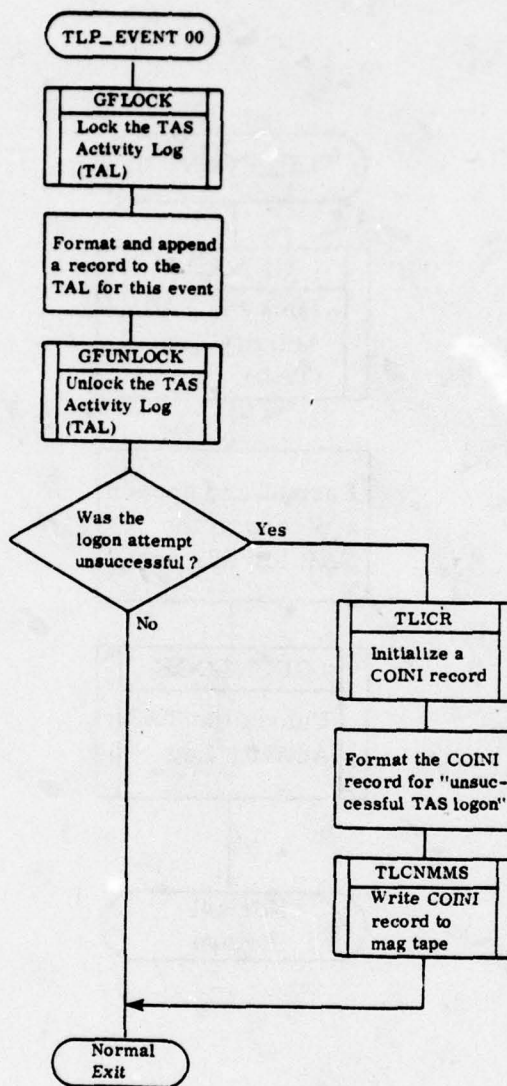 TLP_EVENT 00
GFLOCK
Lock the TAS
Activity Log
(TAL)
Format and append
a record to the
TAL for this event
GFUNLOCK
Unlock the TAS
Activity Log
(TAL)
Was the
logon attempt
unsuccessful ?
Yes
No
TLICR
Initialize a
COINI record
Format the COINI
record for "unsuc-
cessful TAS logon"
TLCNMMS
Write COINI
record to
mag tape
Normal
Exit